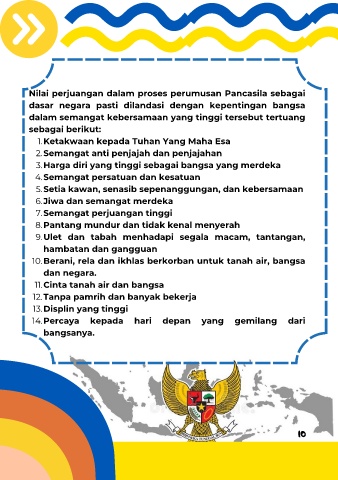 Nilai perjuangan dalam proses perumusan Pancasila sebagai
dasar negara pasti dilandasi dengan kepentingan bangsa
dalam semangat kebersamaan yang tinggi tersebut tertuang
sebagai berikut:
1. Ketakwaan kepada Tuhan Yang Maha Esa
2. Semangat anti penjajah dan penjajahan
3. Harga diri yang tinggi sebagai bangsa yang merdeka
4. Semangat persatuan dan kesatuan
5. Setia kawan, senasib sepenanggungan, dan kebersamaan
6. Jiwa dan semangat merdeka
7. Semangat perjuangan tinggi
8. Pantang mundur dan tidak kenal menyerah
9. Ulet dan tabah menhadapi segala macam, tantangan,
hambatan dan gangguan
10. Berani, rela dan ikhlas berkorban untuk tanah air, bangsa
dan negara.
11. Cinta tanah air dan bangsa
12. Tanpa pamrih dan banyak bekerja
13. Displin yang tinggi
14. Percaya kepada hari depan yang gemilang dari
bangsanya.
10